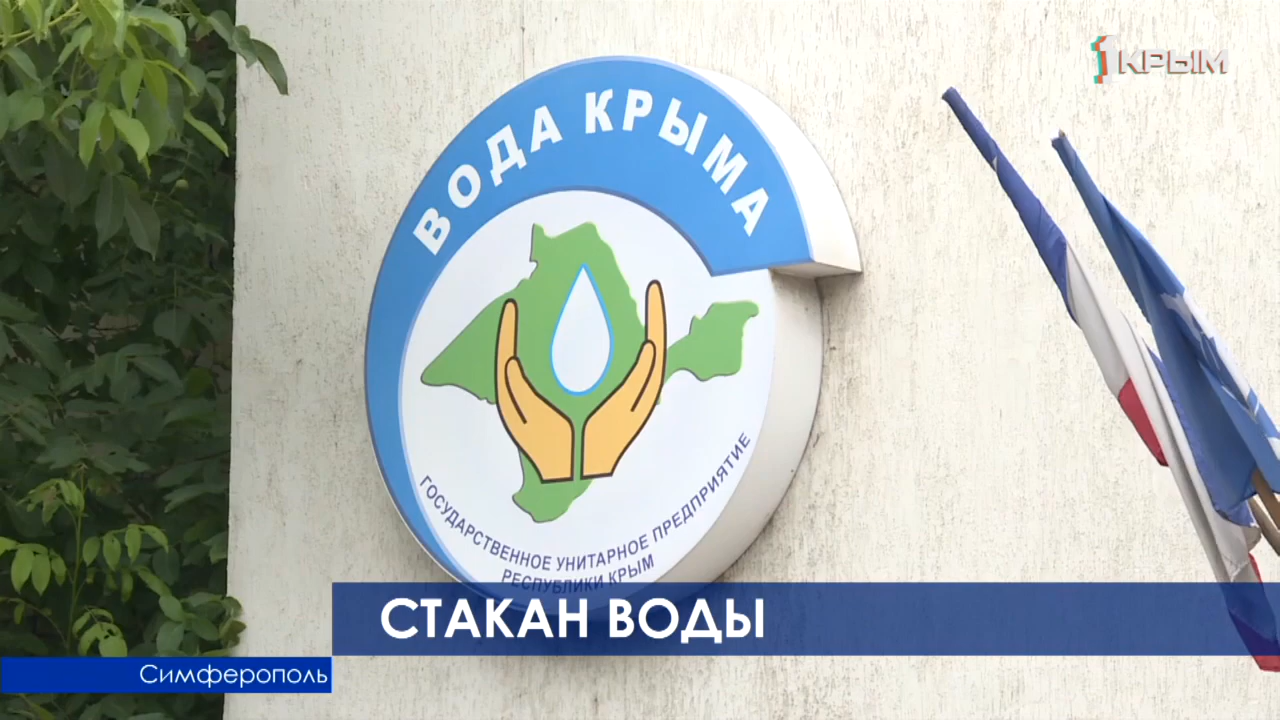 1КРЫМ
ВОДА КРЫМА
ГОСУДАРСТВЕННОЕ УНИТАРНОЕ ПРЕДПРИЯТИЕ
РЕСПУБЛИКИ КРЫМ
СТАКАН ВОДЫ
Симферополь